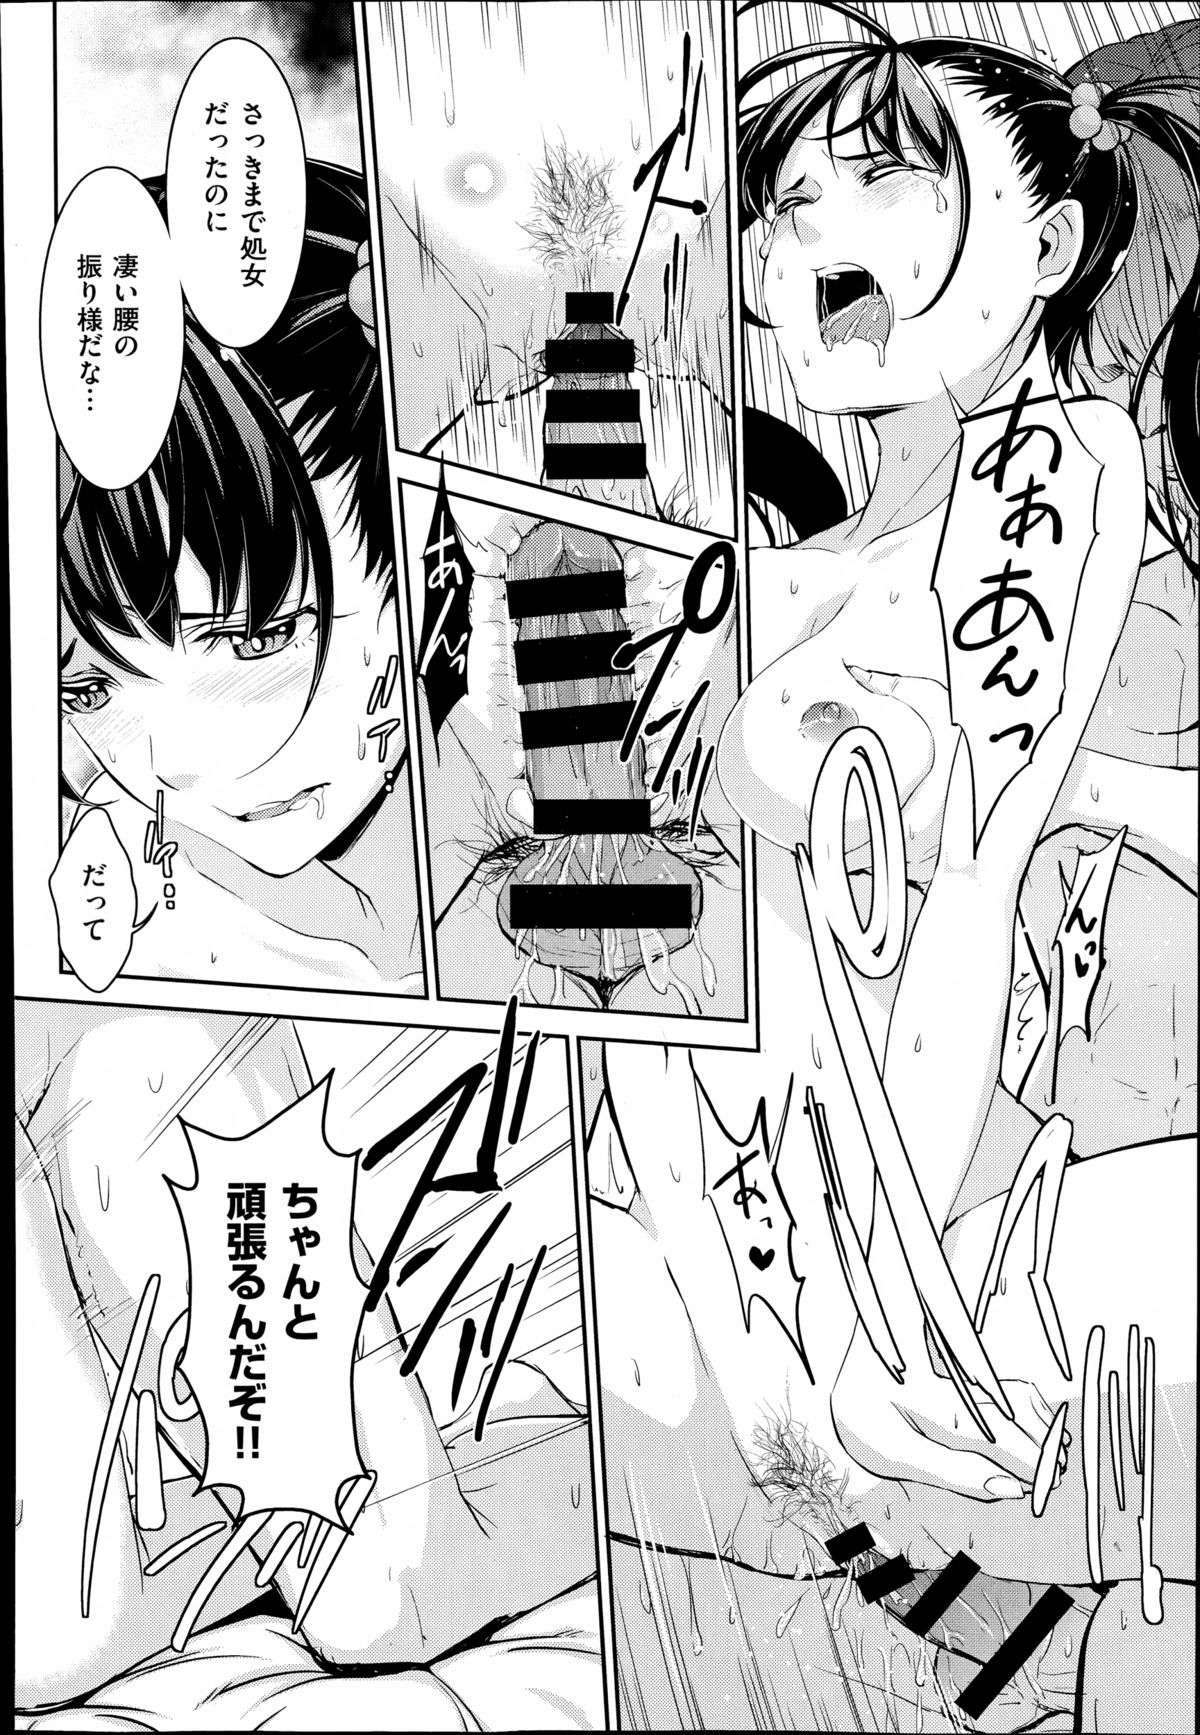 あぁあんっ
んっ
おっ♥
あんっ
さっきまで処女
だったのに
凄い腰の
振り様だな…
だって
ちゃんと
頑張るんだぞ!!